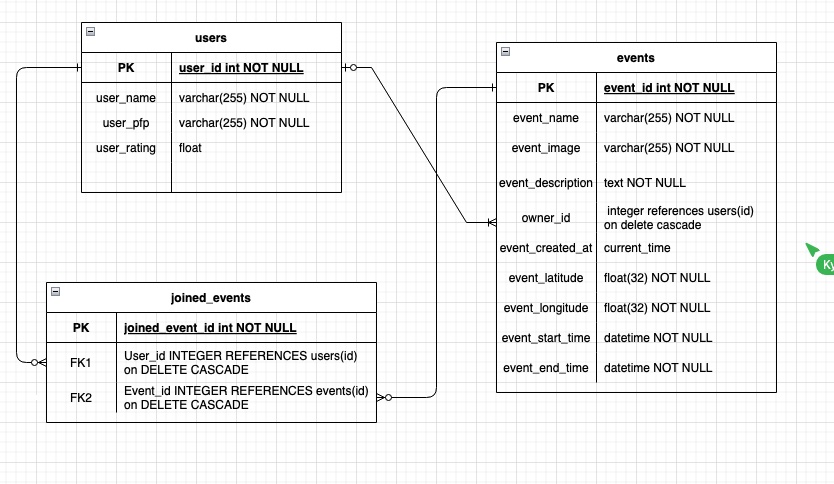 users
PK user_id int NOT NULL
user_name varchar(255) NOT NULL
user_pfp varchar(255) NOT NULL
user_rating float
events
PK event_id int NOT NULL
event_name varchar(255) NOT NULL
event_image varchar(255) NOT NULL
event_description text NOT NULL
owner_id integer references users(id)
on delete cascade
event_created_at current_time
event_latitude float(32) NOT NULL
event_longitude float(32) NOT NULL
event_start_time datetime NOT NULL
event_end_time datetime NOT NULL
joined_events
PK joined_event_id int NOT NULL
FK1 User_id INTEGER REFERENCES users(id)
on DELETE CASCADE
FK2 Event_id INTEGER REFERENCES events(id)
on DELETE CASCADE